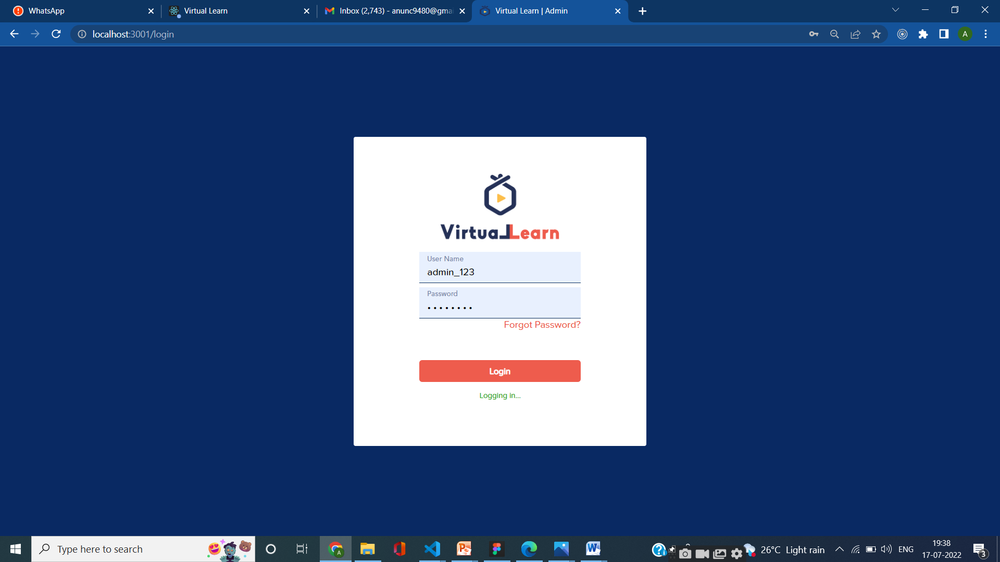 WhatsApp
Virtual Learn
Inbox (2,743) - anunc9480@gma
Virtual Learn | Admin
localhost:3001/login
A
VirtualLearn
User Name
admin_123
Password
Forgot Password?
Login
Logging in...
Type here to search
A
26°C Light rain
ENG
19:38
17-07-2022
3